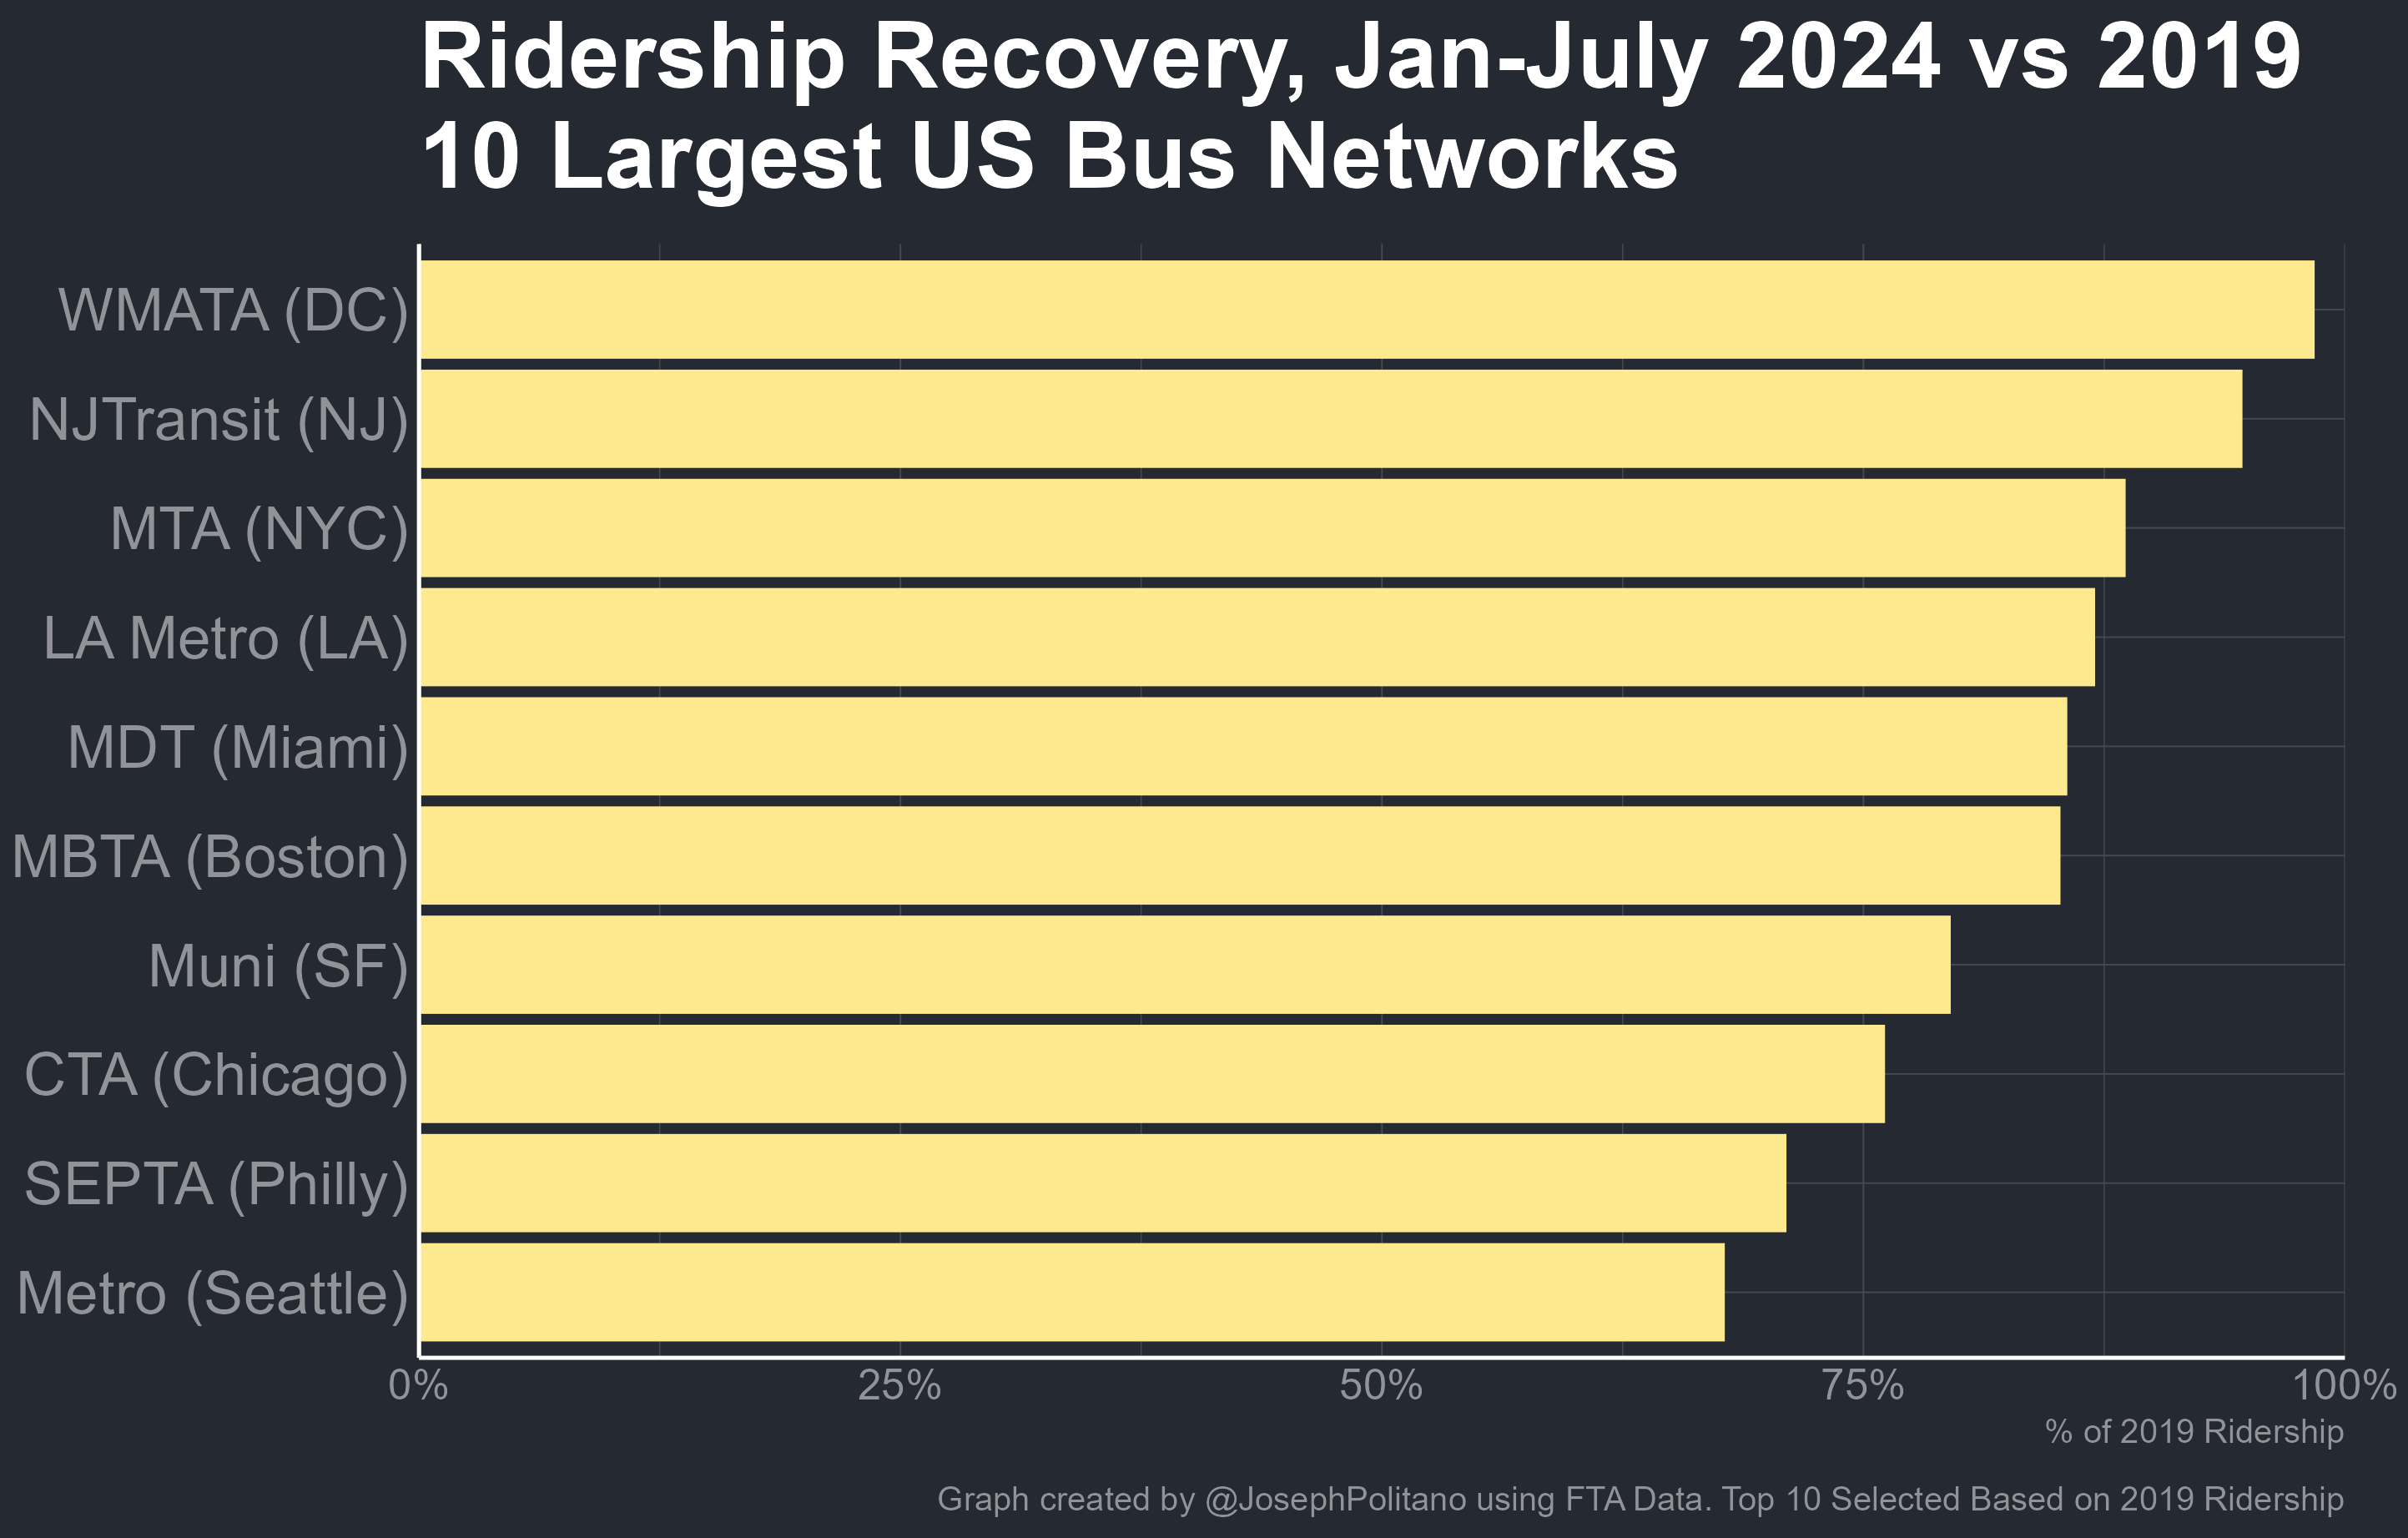 Ridership Recovery, Jan-July 2024 vs 2019
10 Largest US Bus Networks
WMATA (DC)
NJTransit (NJ)
MTA (NYC)
LA Metro (LA)
MDT (Miami)
MBTA (Boston)
Muni (SF)
CTA (Chicago)
SEPTA (Philly)
Metro (Seattle)
0% 25% 50% 75% 100%
% of 2019 Ridership
Graph created by @JosephPolitano using FTA Data. Top 10 Selected Based on 2019 Ridership